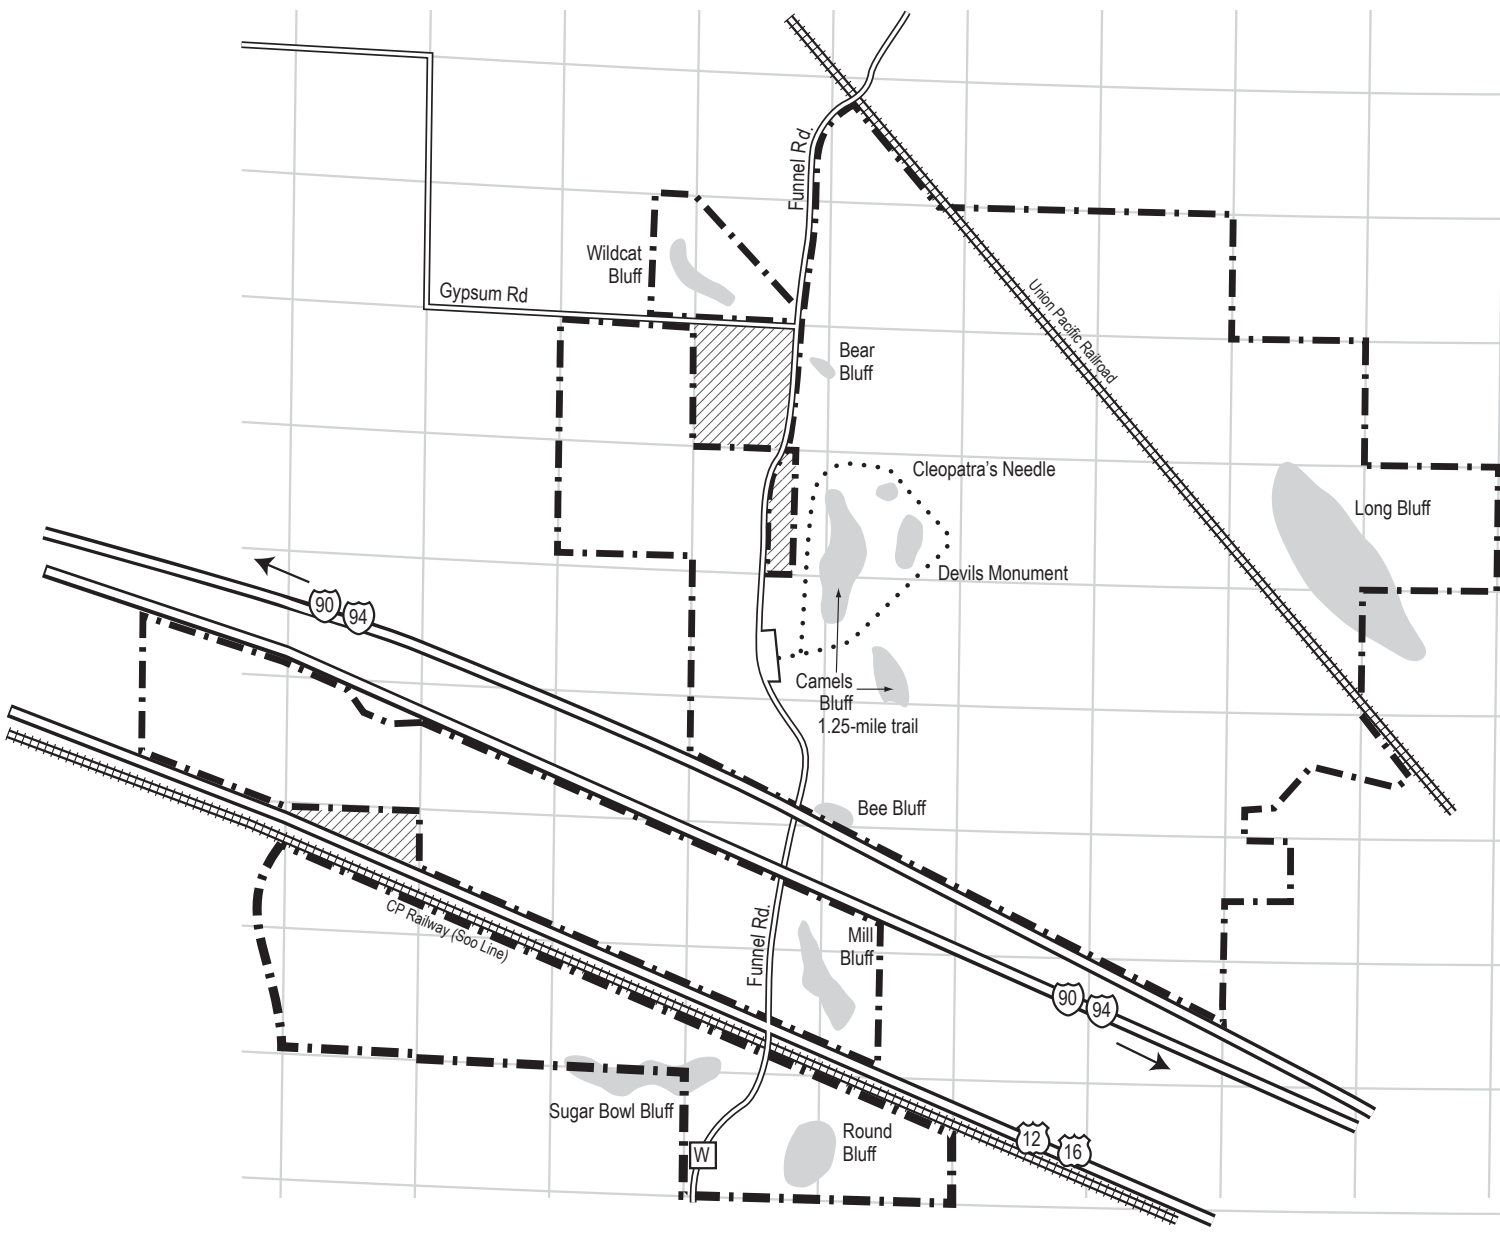 Funnel Rd.
Wildcat
Bluff
Gypsum Rd
Union Pacific Railroad
Bear
Bluff
Cleopatra's Needle
Long Bluff
Devils Monument
90
94
Camels
Bluff
1.25-mile trail
Bee Bluff
CP Railway (Soo Line)
Funnel Rd.
Mill
Bluff
90
94
Sugar Bowl Bluff
Round
Bluff
12
16
W